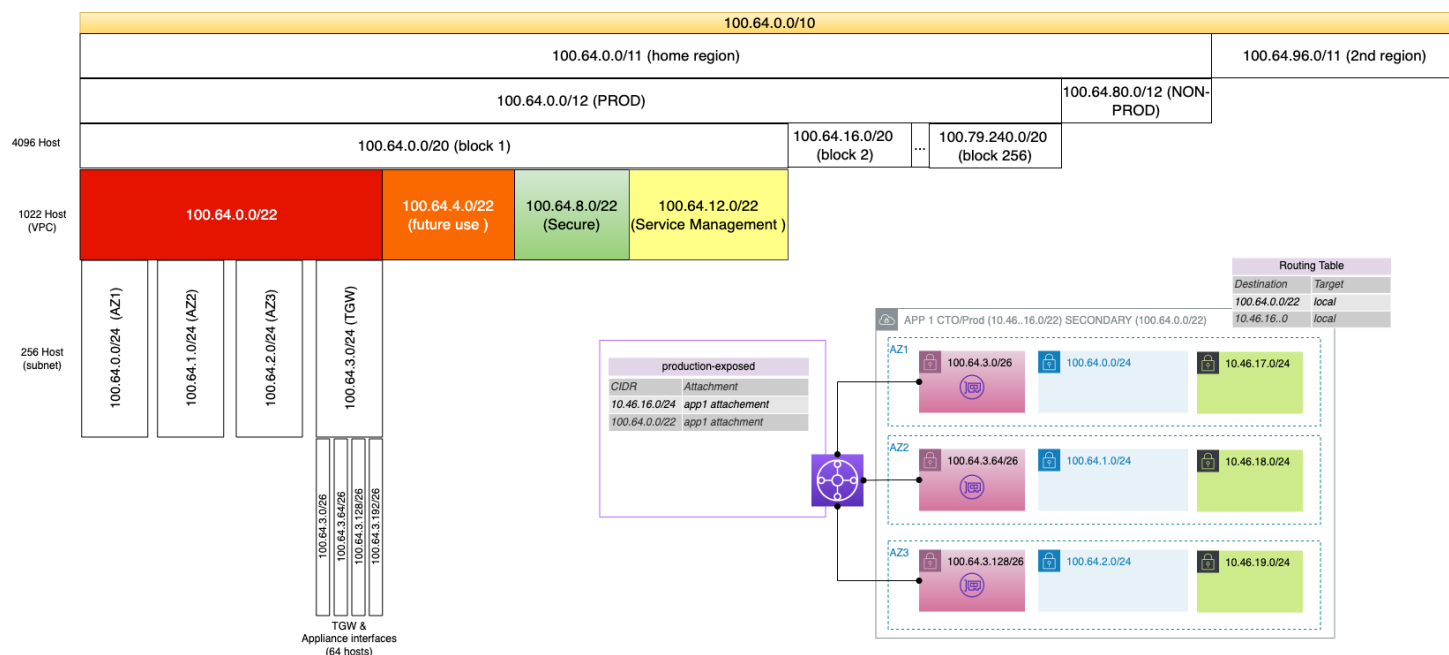 100.64.0.0/10
100.64.0.0/11 (home region)
100.64.96.0/11 (2nd region)
100.64.0.0/12 (PROD)
100.64.80.0/12 (NON-
PROD)
4096 Host
100.64.0.0/20 (block 1)
100.64.16.0/20
(block 2)
...
100.79.240.0/20
(block 256)
1022 Host
(VPC)
100.64.0.0/22
100.64.4.0/22
(future use )
100.64.8.0/22
(Secure)
100.64.12.0/22
(Service Management )
256 Host
(subnet)
100.64.0.0/24 (AZ1)
100.64.1.0/24 (AZ2)
100.64.2.0/24 (AZ3)
100.64.3.0/24 (TGW)
100.64.3.0/26
100.64.3.64/26
100.64.3.128/26
100.64.3.192/26
TGW &
Appliance interfaces
(64 hosts)
production-exposed
CIDR Attachment
10.46.16.0/24 app1 attachement
100.64.0.0/22 app1 attachment
Routing Table
Destination Target
100.64.0.0/22 local
10.46.16..0 local
APP 1 CTO/Prod (10.46..16.0/22) SECONDARY (100.64.0.0/22)
AZ1
100.64.3.0/26
100.64.0.0/24
10.46.17.0/24
AZ2
100.64.3.64/26
100.64.1.0/24
10.46.18.0/24
AZ3
100.64.3.128/26
100.64.2.0/24
10.46.19.0/24